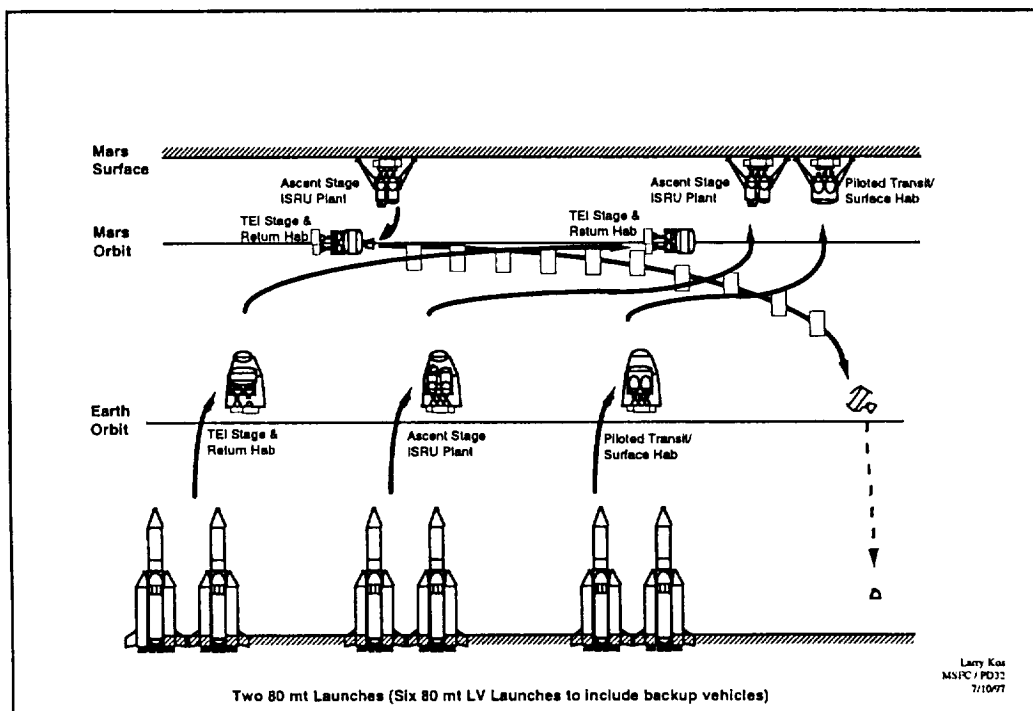 Mars
Surface
Ascent Stage
ISRU Plant
Ascent Stage
ISRU Plant
Piloted Transit/
Surface Hab
TEI Stage &
Return Hab
TEI Stage &
Return Hab
Mars
Orbit
Earth
Orbit
TEI Stage &
Return Hab
Ascent Stage
ISRU Plant
Piloted Transit/
Surface Hab
Two 80 mt Launches (Six 80 mt LV Launches to include backup vehicles)
Larry Kos
MSFC / PD32
7/10/97